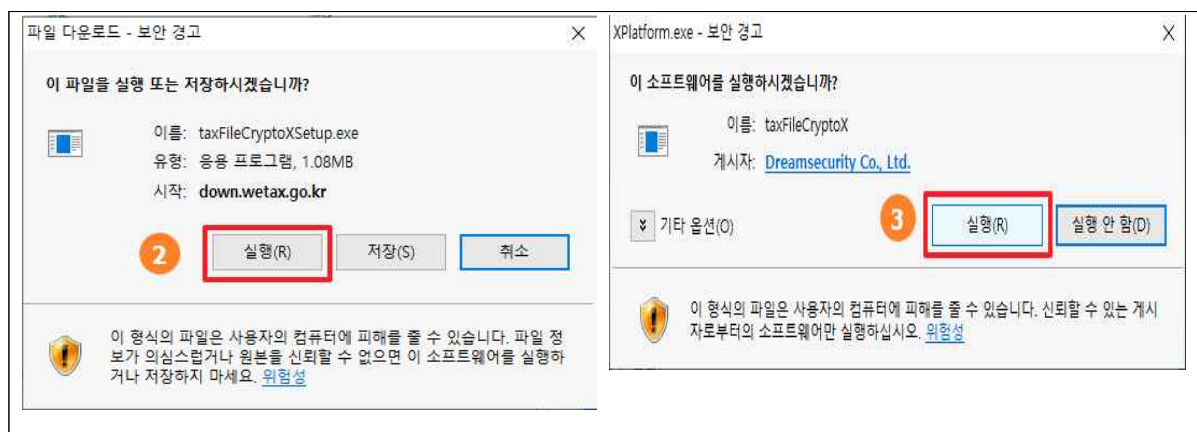 파일 다운로드 - 보안 경고
이 파일을 실행 또는 저장하시겠습니까?
이름: taxFileCryptoXSetup.exe
유형: 응용 프로그램, 1.08MB
시작: down.wetax.go.kr
2
실행(R)
저장(S)
취소
이 형식의 파일은 사용자의 컴퓨터에 피해를 줄 수 있습니다. 파일 정
보가 의심스럽거나 원본을 신뢰할 수 없으면 이 소프트웨어를 실행하
거나 저장하지 마세요. 위험성
XPlatform.exe - 보안 경고
이 소프트웨어를 실행하시겠습니까?
이름: taxFileCryptoX
게시자: Dreamsecurity Co., Ltd.
기타 옵션(O)
3
실행(R)
실행 안 함(D)
이 형식의 파일은 사용자의 컴퓨터에 피해를 줄 수 있습니다. 신뢰할 수 있는 게시
자로부터의 소프트웨어만 실행하십시오. 위험성